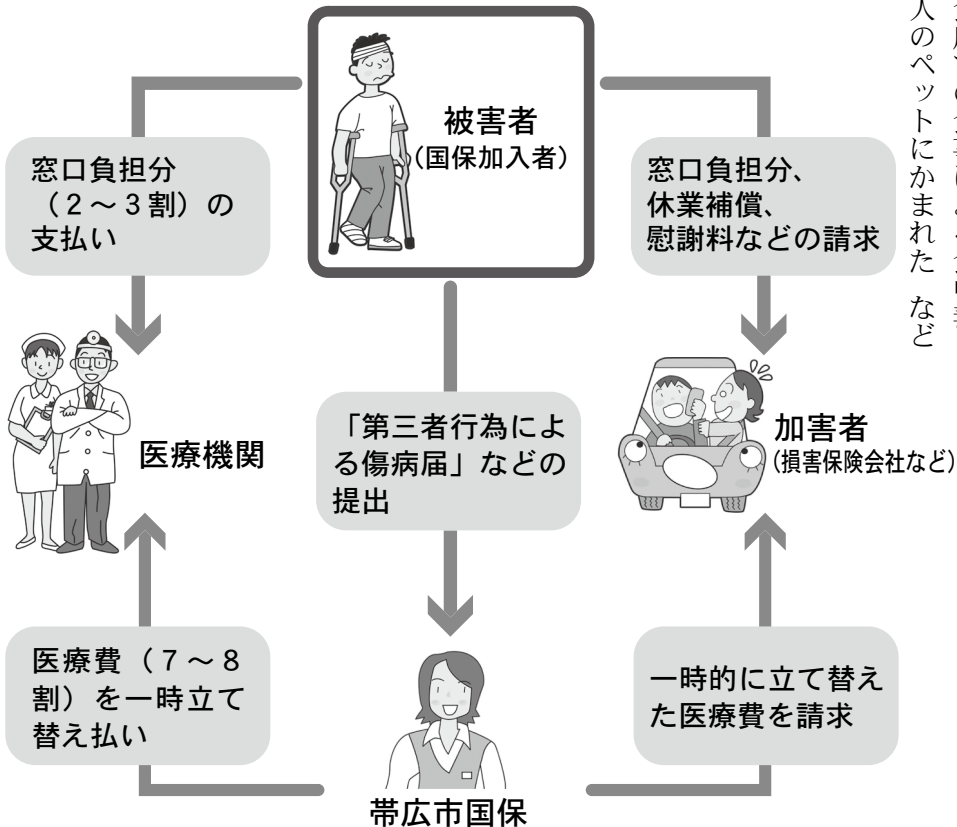 人のペットにかまれた など
被害者
（国保加入者）
窓口負担分
（２～３割）の
支払い
窓口負担分、
休業補償、
慰謝料などの請求
医療機関
「第三者行為によ
る傷病届」などの
提出
加害者
（損害保険会社など）
医療費（７～８
割）を一時立て
替え払い
一時的に立て替え
た医療費を請求
帯広市国保